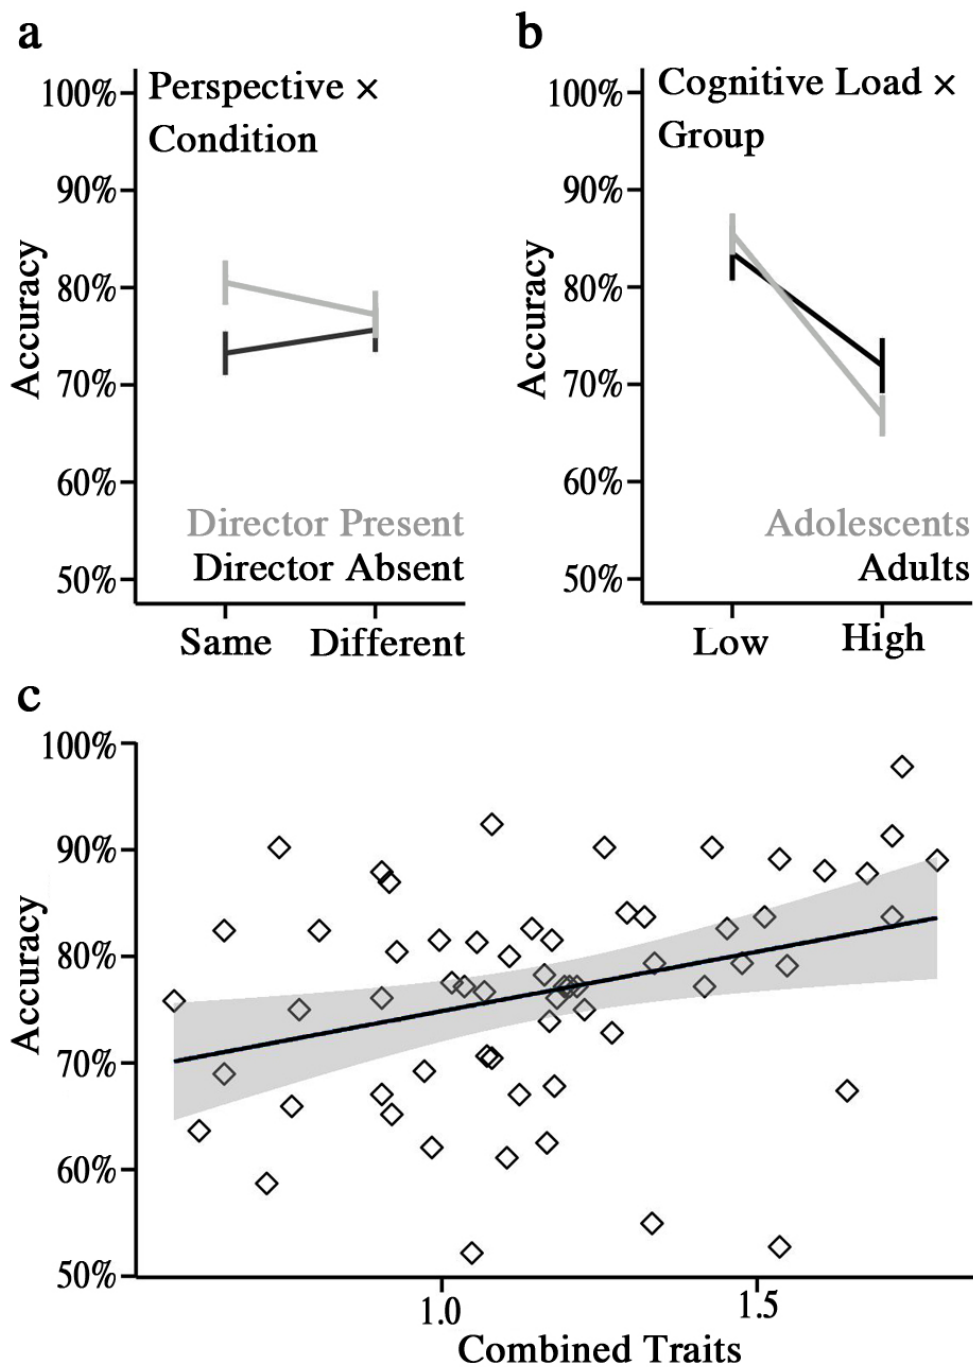 a
Perspective ×
Condition
100%
90%
80%
70%
60%
50%
Accuracy
Director Present
Director Absent
Same
Different
b
Cognitive Load ×
Group
100%
90%
80%
70%
60%
50%
Accuracy
Adolescents
Adults
Low
High
c
100%
90%
80%
70%
60%
50%
Accuracy
1.0
1.5
Combined Traits